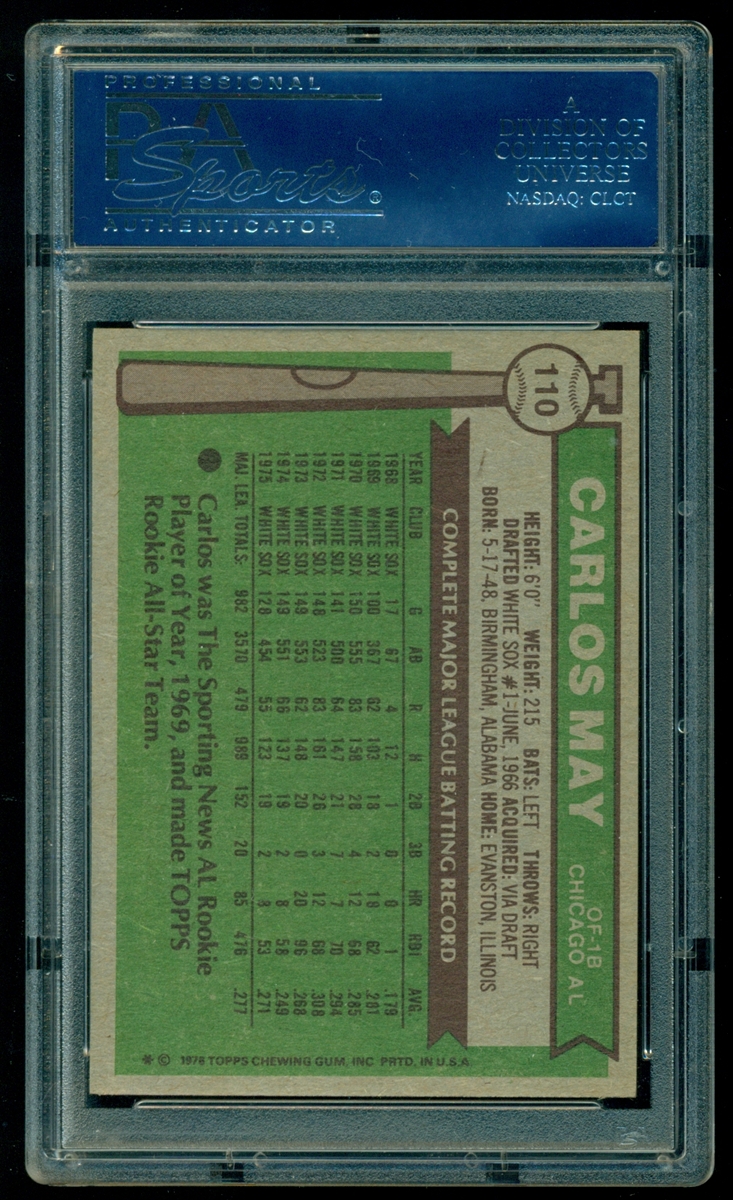 PROFESSIONAL
PSA
Sports®
AUTHENTICATOR
A
DIVISION OF
COLLECTORS
UNIVERSE
NASDAQ: CLCT
110
CARLOS MAY
OF-1B
CHICAGO AL
HEIGHT: 6'0" WEIGHT: 215 BATS: LEFT THROWS: RIGHT
DRAFTED WHITE SOX #1-JUNE, 1966 ACQUIRED: VIA DRAFT
BORN: 5-17-48, BIRMINGHAM, ALABAMA HOME: EVANSTON, ILLINOIS
COMPLETE MAJOR LEAGUE BATTING RECORD
YEAR CLUB G AB R H 2B 3B HR RBI AVG.
1968 WHITE SOX 17 67 4 12 1 0 0 1 .179
1969 WHITE SOX 100 367 62 103 18 2 18 62 .281
1970 WHITE SOX 150 555 83 158 28 4 12 68 .285
1971 WHITE SOX 141 500 64 147 21 7 7 70 .294
1972 WHITE SOX 148 523 83 161 26 3 12 68 .308
1973 WHITE SOX 149 553 62 148 20 0 20 96 .268
1974 WHITE SOX 149 551 66 137 19 2 8 58 .249
1975 WHITE SOX 128 454 55 123 19 2 8 53 .271
MAJ. LEA. TOTALS- 982 3570 479 989 152 20 85 476 .277
Carlos was The Sporting News AL Rookie
Player of Year, 1969, and made TOPPS
Rookie All-Star Team.
* © 1976 TOPPS CHEWING GUM, INC. PRTD. IN U.S.A.